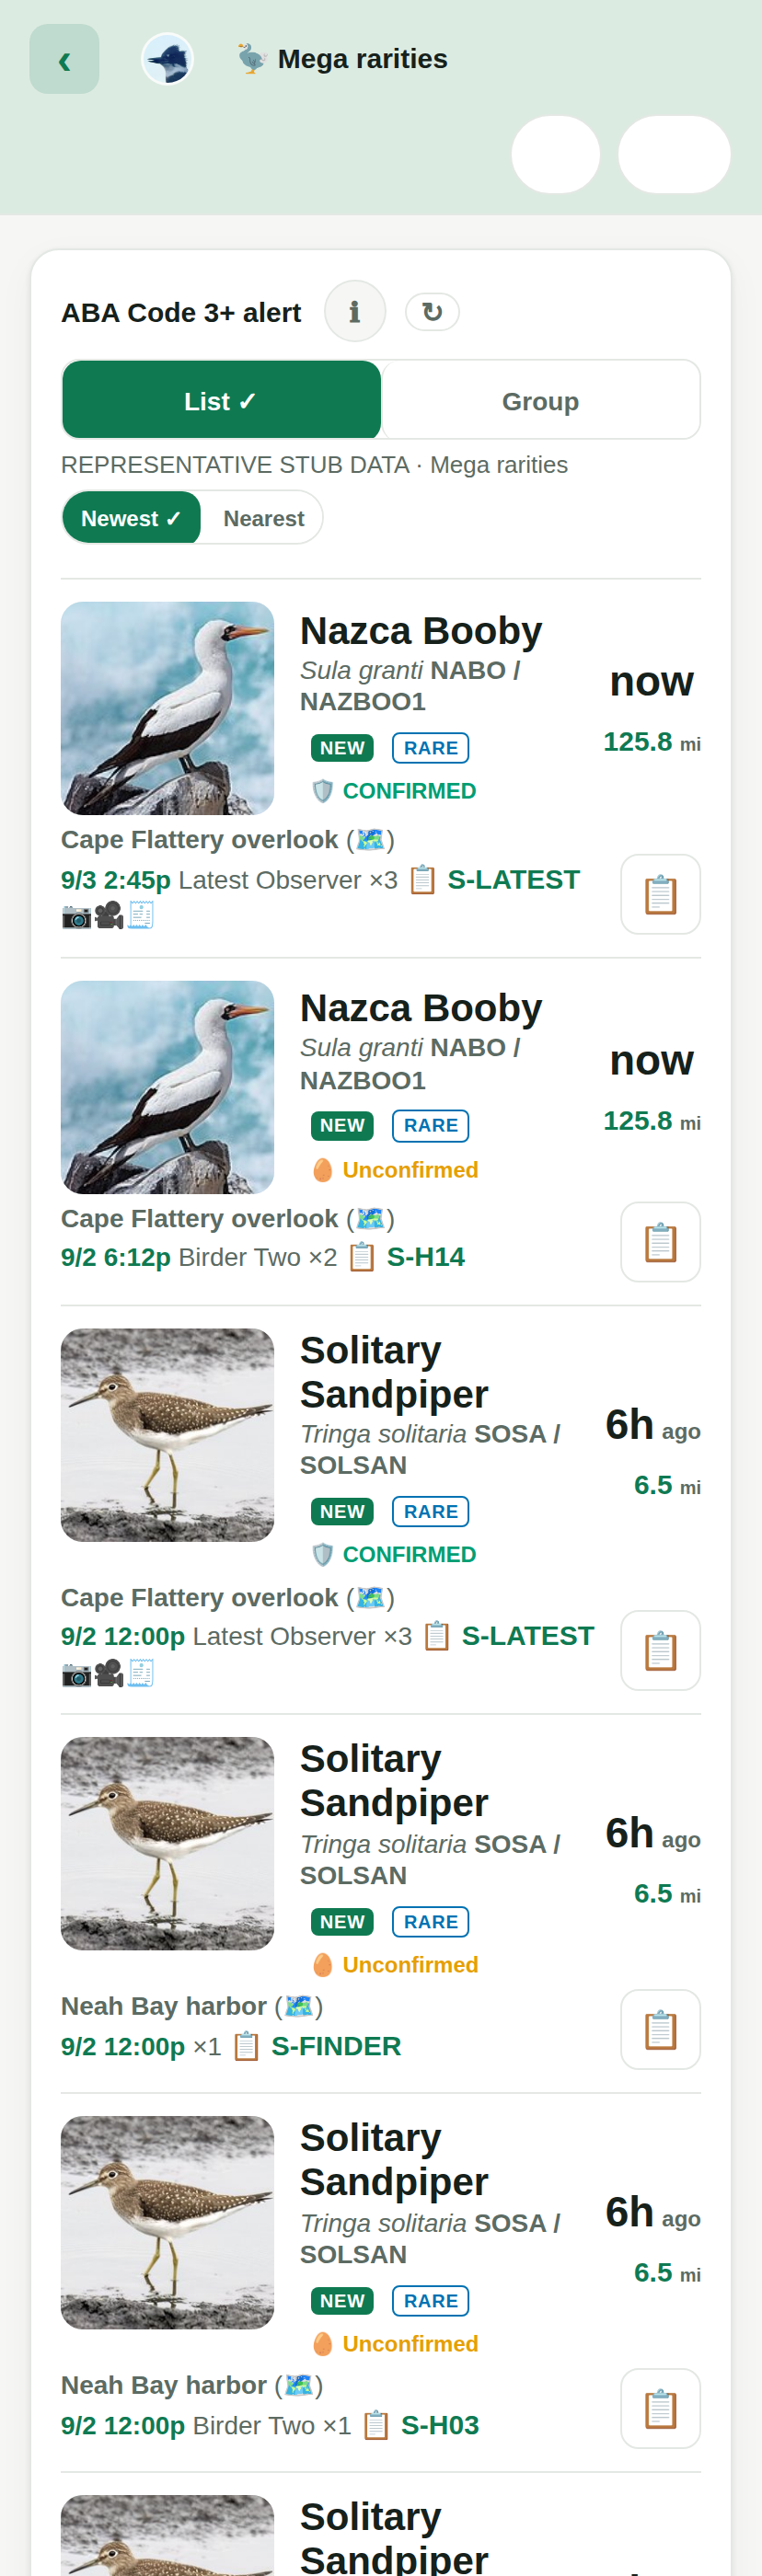 ‹ 🦤 Mega rarities
ABA Code 3+ alert ℹ ↻
List ✓ Group
REPRESENTATIVE STUB DATA · Mega rarities
Newest ✓ Nearest
Nazca Booby
Sula granti NABO /
NAZBOO1
now
125.8 mi
NEW RARE
🛡️ CONFIRMED
Cape Flattery overlook (🗺️)
9/3 2:45p Latest Observer ×3 📋 S-LATEST
📷🎥🧾
📋
Nazca Booby
Sula granti NABO /
NAZBOO1
now
125.8 mi
NEW RARE
🥚 Unconfirmed
Cape Flattery overlook (🗺️)
9/2 6:12p Birder Two ×2 📋 S-H14
📋
Solitary
Sandpiper
Tringa solitaria SOSA /
SOLSAN
6h ago
6.5 mi
NEW RARE
🛡️ CONFIRMED
Cape Flattery overlook (🗺️)
9/2 12:00p Latest Observer ×3 📋 S-LATEST
📷🎥🧾
📋
Solitary
Sandpiper
Tringa solitaria SOSA /
SOLSAN
6h ago
6.5 mi
NEW RARE
🥚 Unconfirmed
Neah Bay harbor (🗺️)
9/2 12:00p ×1 📋 S-FINDER
📋
Solitary
Sandpiper
Tringa solitaria SOSA /
SOLSAN
6h ago
6.5 mi
NEW RARE
🥚 Unconfirmed
Neah Bay harbor (🗺️)
9/2 12:00p Birder Two ×1 📋 S-H03
📋
Solitary
Sandpiper